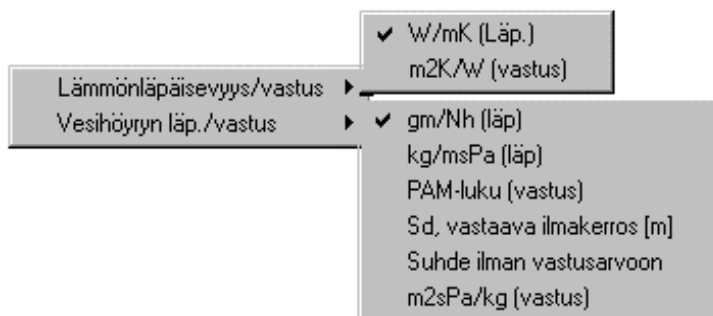 W/mK (Läp.)
m2K/W (vastus)
Lämmönläpäisevyys/vastus
Vesihöyryn läp./vastus
gm/Nh (läp)
kg/msPa (läp)
PAM-luku (vastus)
Sd, vastaava ilmakerros [m]
Suhde ilman vastusarvoon
m2sPa/kg (vastus)